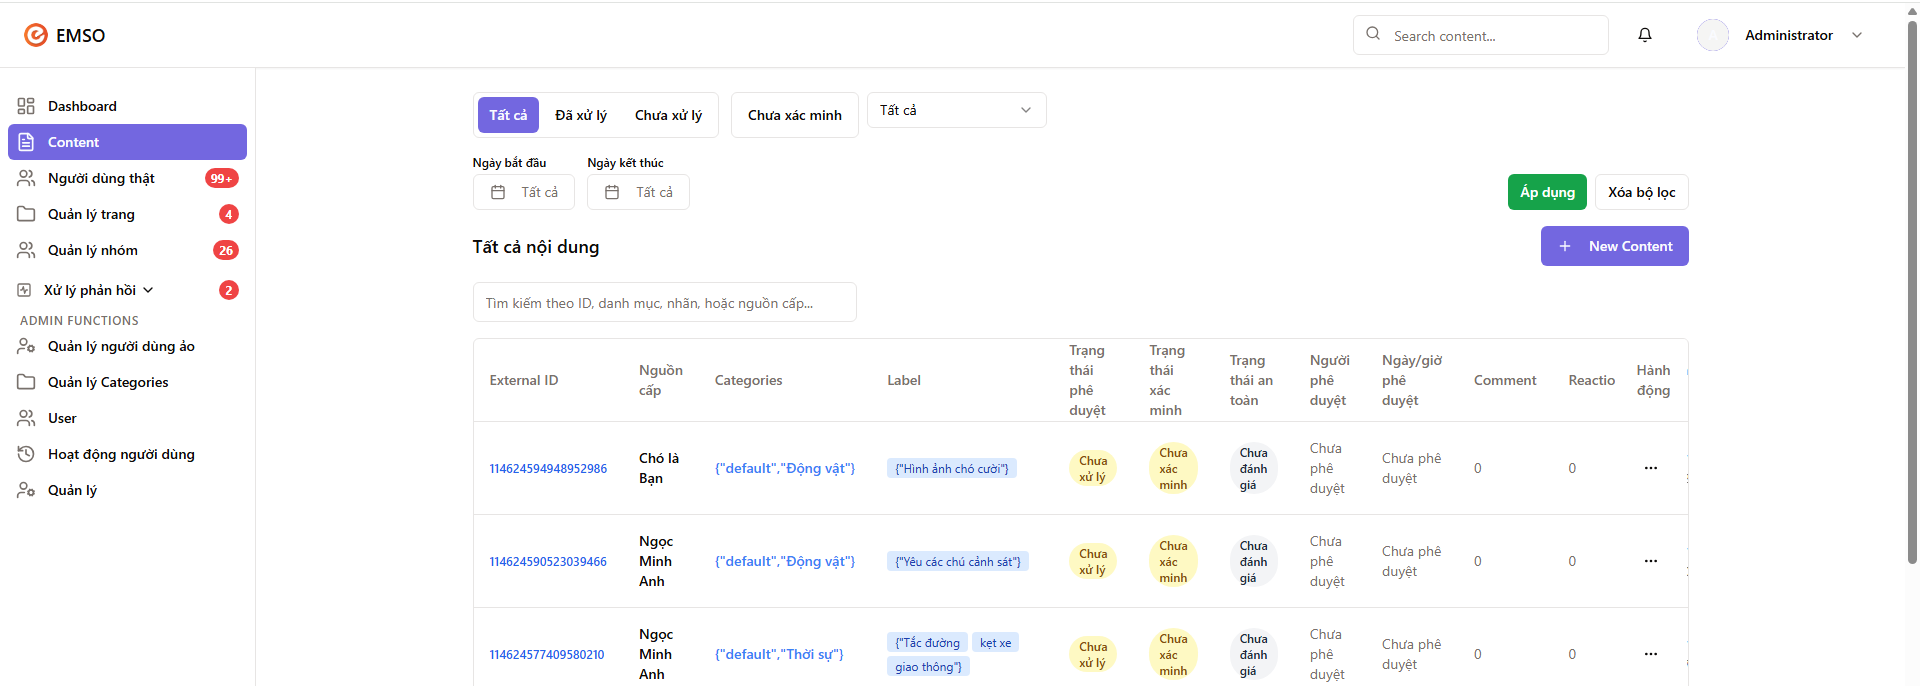 EMSO
Search content...
Administrator
Dashboard
Content
Người dùng thật
99+
Quản lý trang
4
Quản lý nhóm
26
Xử lý phản hồi
2
ADMIN FUNCTIONS
Quản lý người dùng ảo
Quản lý Categories
User
Hoạt động người dùng
Quản lý
Tất cả
Đã xử lý
Chưa xử lý
Chưa xác minh
Tất cả
Ngày bắt đầu
Ngày kết thúc
Tất cả
Tất cả
Áp dụng
Xóa bộ lọc
Tất cả nội dung
New Content
Tìm kiếm theo ID, danh mục, nhãn, hoặc nguồn cấp...
External ID
Nguồn
cấp
Categories
Label
Trạng
thái
phê
duyệt
Trạng
thái
xác
minh
Trạng
thái an
toàn
Người
phê
duyệt
Ngày/giờ
phê
duyệt
Comment
Reactio
Hành
động
114624594948952986
Chó là
Bạn
{"default","Động vật"}
{"Hình ảnh chó cười"}
Chưa
xử lý
Chưa
xác
minh
Chưa
đánh
giá
Chưa
phê
duyệt
Chưa phê
duyệt
0
0
114624590523039466
Ngọc
Minh
Anh
{"default","Động vật"}
{"Yêu các chú cảnh sát"}
Chưa
xử lý
Chưa
xác
minh
Chưa
đánh
giá
Chưa
phê
duyệt
Chưa phê
duyệt
0
0
114624577409580210
Ngọc
Minh
Anh
{"default","Thời sự"}
{"Tắc đường
kẹt xe
giao thông"}
Chưa
xử lý
Chưa
xác
minh
Chưa
đánh
giá
Chưa
phê
duyệt
Chưa phê
duyệt
0
0